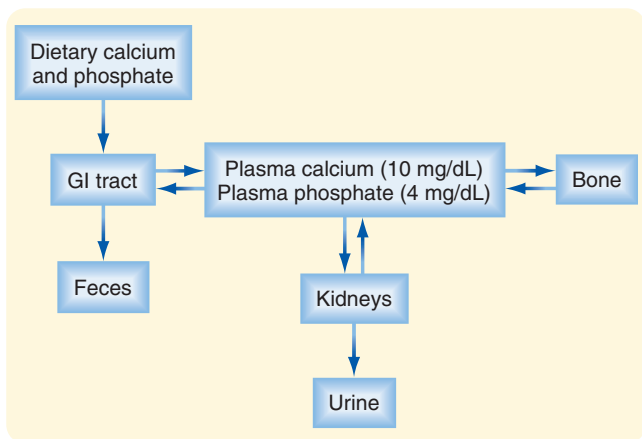 Dietary calcium
and phosphate
GI tract
Plasma calcium (10 mg/dL)
Plasma phosphate (4 mg/dL)
Bone
Feces
Kidneys
Urine